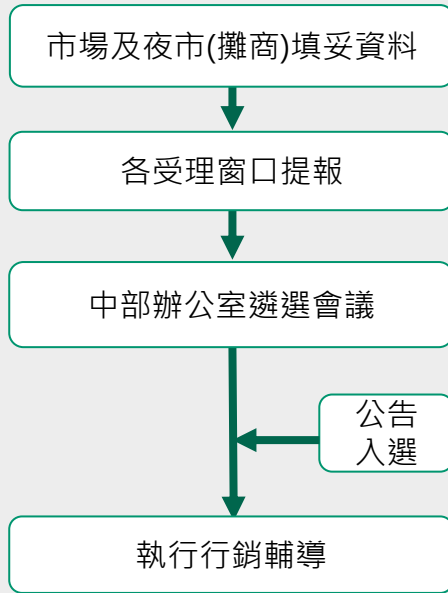 市場及夜市(攤商)填妥資料
各受理窗口提報
中部辦公室遴選會議
公告
入選
執行行銷輔導